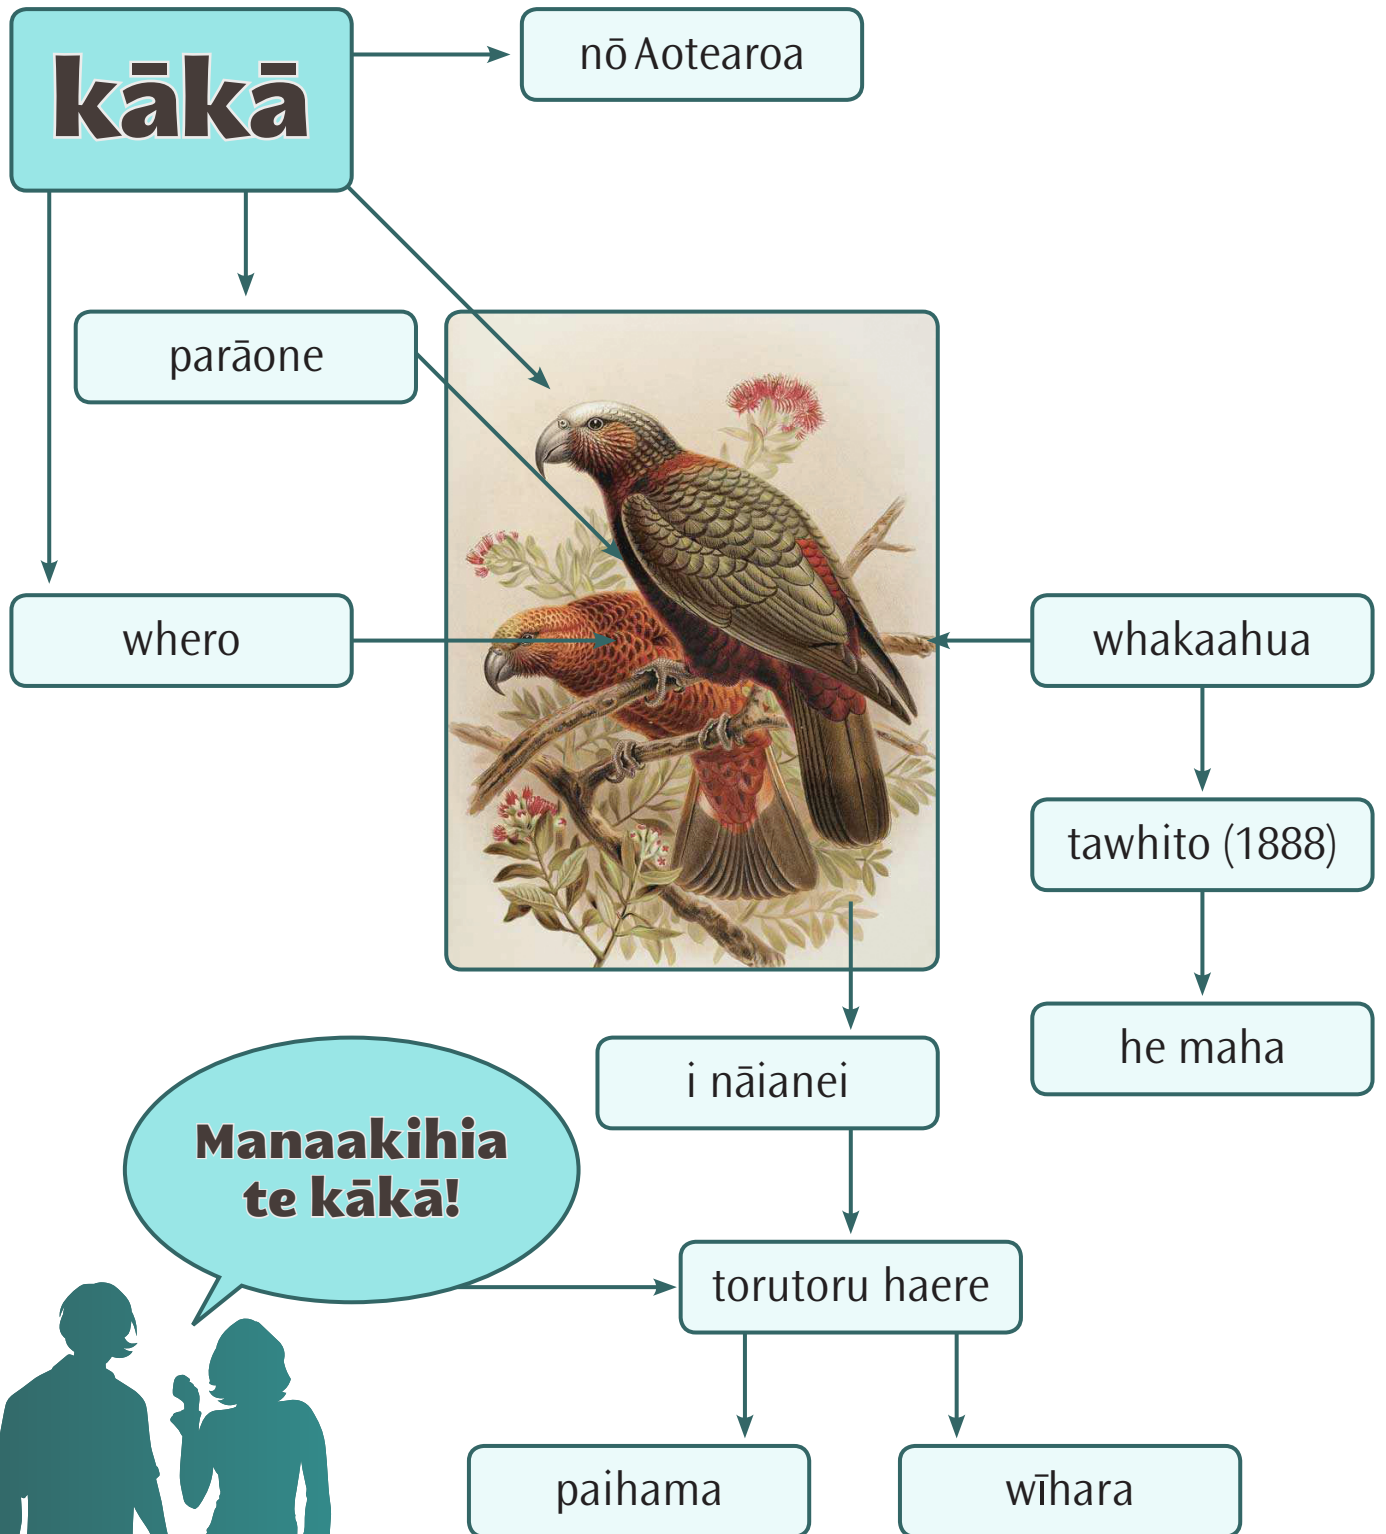 kākā
nō Aotearoa
parāone
whero
whakaahua
tawhito (1888)
he maha
i nāianei
Manaakihia
te kākā!
torutoru haere
paihama
wīhara